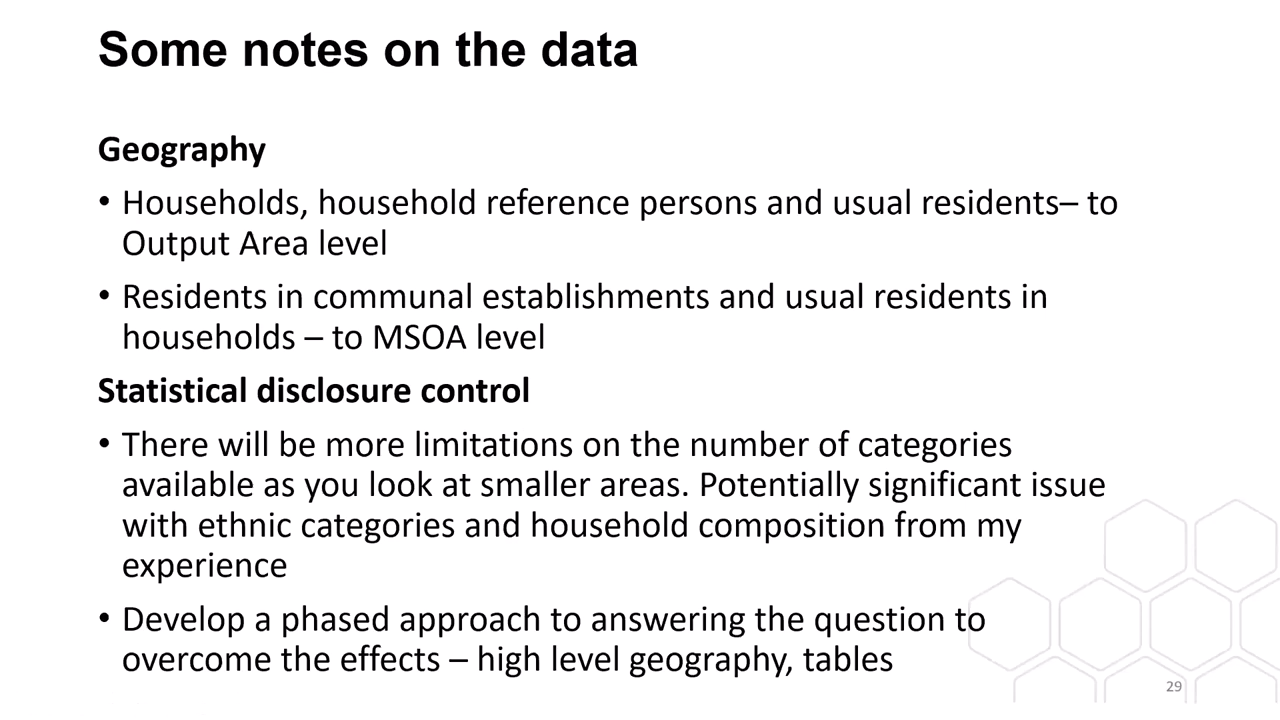 Some notes on the data
Geography
• Households, household reference persons and usual residents– to
Output Area level
• Residents in communal establishments and usual residents in
households – to MSOA level
Statistical disclosure control
• There will be more limitations on the number of categories
available as you look at smaller areas. Potentially significant issue
with ethnic categories and household composition from my
experience
• Develop a phased approach to answering the question to
overcome the effects – high level geography, tables
29